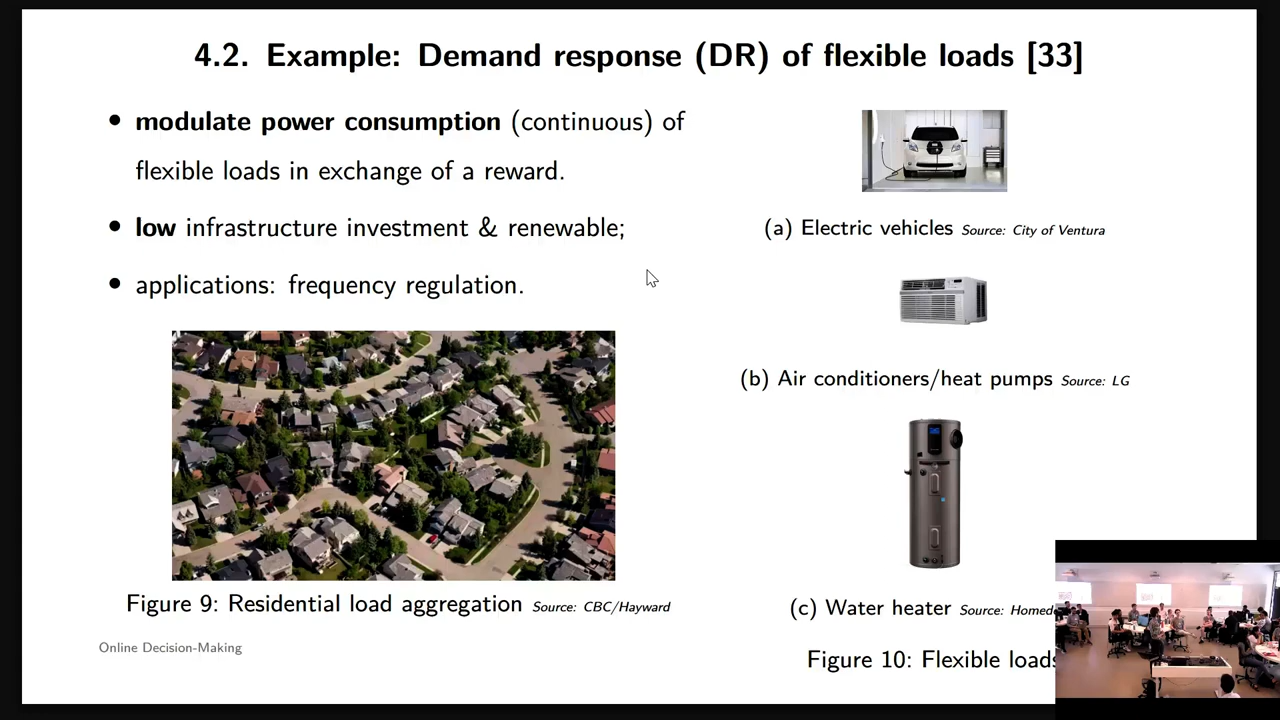 4.2. Example: Demand response (DR) of flexible loads [33]
• modulate power consumption (continuous) of
flexible loads in exchange of a reward.
• low infrastructure investment & renewable;
• applications: frequency regulation.
Figure 9: Residential load aggregation Source: CBC/Hayward
(a) Electric vehicles Source: City of Ventura
(b) Air conditioners/heat pumps Source: LG
(c) Water heater Source: Homed
Figure 10: Flexible loads
Online Decision-Making